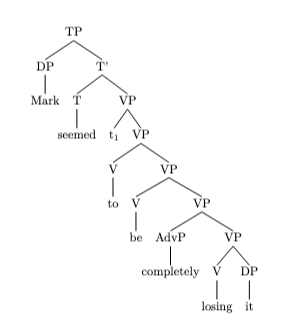 TP
DP T'
Mark T VP
seemed t₁ VP
V VP
to V VP
be AdvP VP
completely V DP
losing it